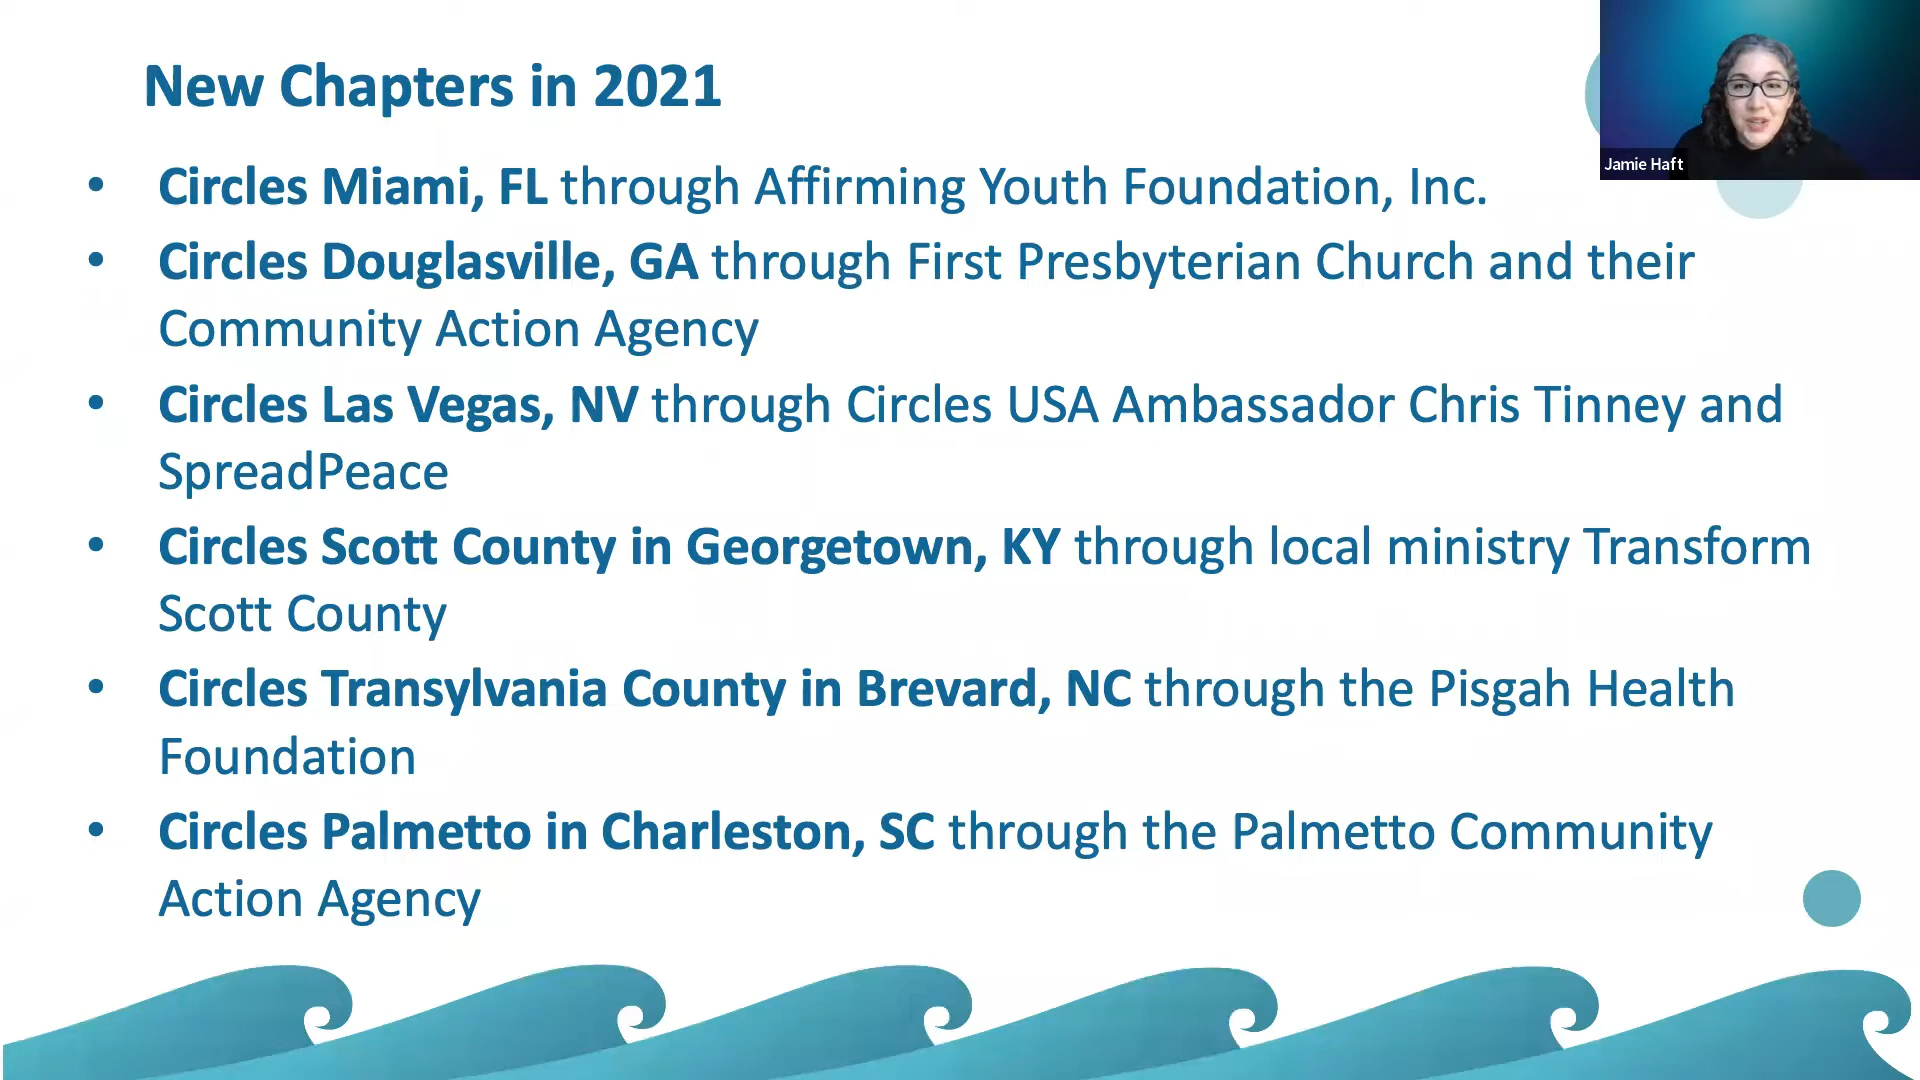 New Chapters in 2021
Jamie Haft
• Circles Miami, FL through Affirming Youth Foundation, Inc.
• Circles Douglasville, GA through First Presbyterian Church and their
Community Action Agency
• Circles Las Vegas, NV through Circles USA Ambassador Chris Tinney and
SpreadPeace
• Circles Scott County in Georgetown, KY through local ministry Transform
Scott County
• Circles Transylvania County in Brevard, NC through the Pisgah Health
Foundation
• Circles Palmetto in Charleston, SC through the Palmetto Community
Action Agency